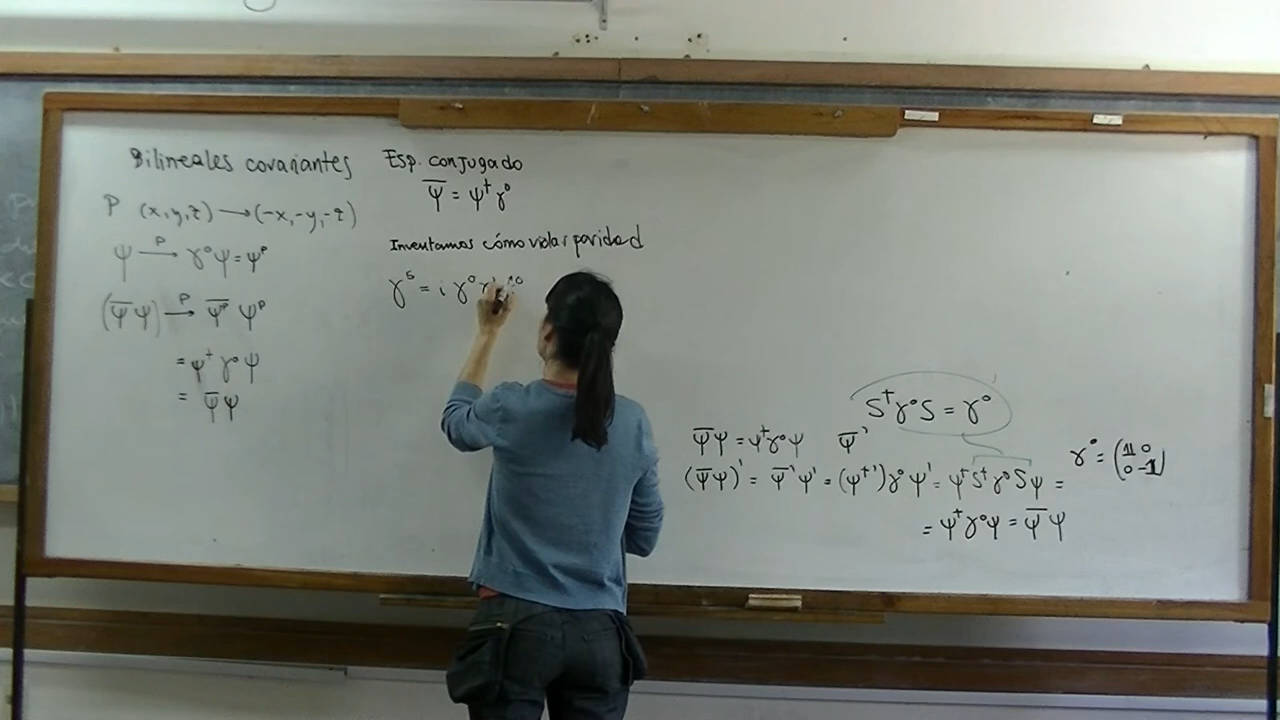 Bilineales covariantes
P (x,y,z) ⟶ (-x,-y,-z)
ψ —P→ γ⁰ψ = ψᴾ
(ψ̅ψ) —P→ ψ̅ᴾ ψᴾ
= ψ† γ⁰ ψ
= ψ̅ψ
Esp. conjugado
ψ̅ = ψ† γ⁰
Inventamos cómo violar paridad
γ⁵ = i γ⁰
S†γ⁰S = γ⁰
ψ̅ψ = ψ†γ⁰ψ ψ̅'
(ψ̅ψ)' = ψ̅'ψ' = (ψ†')γ⁰ψ' = ψ†S†γ⁰Sψ =
= ψ†γ⁰ψ = ψ̅ψ
γ⁰ = (𝟙 0
0 -𝟙)